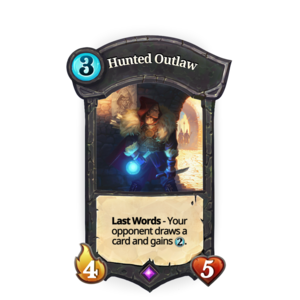 3
Hunted Outlaw
Last Words - Your
opponent draws a
card and gains 2.
4
5